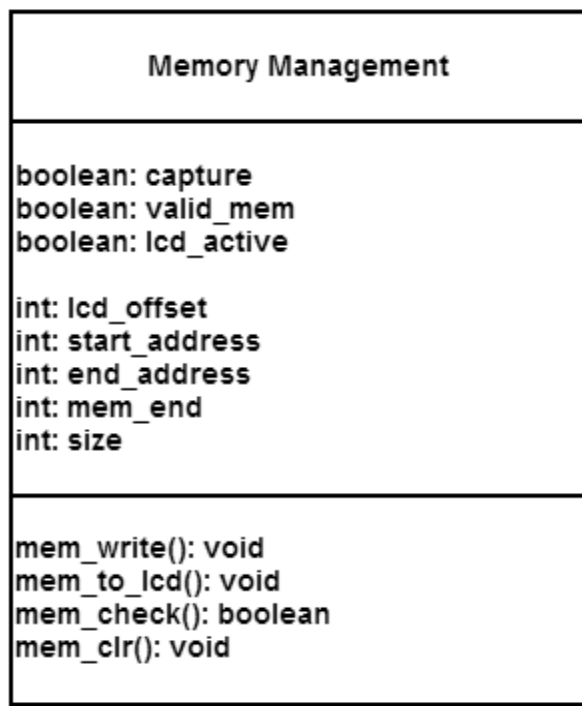 Memory Management
boolean: capture
boolean: valid_mem
boolean: lcd_active
int: lcd_offset
int: start_address
int: end_address
int: mem_end
int: size
mem_write(): void
mem_to_lcd(): void
mem_check(): boolean
mem_clr(): void